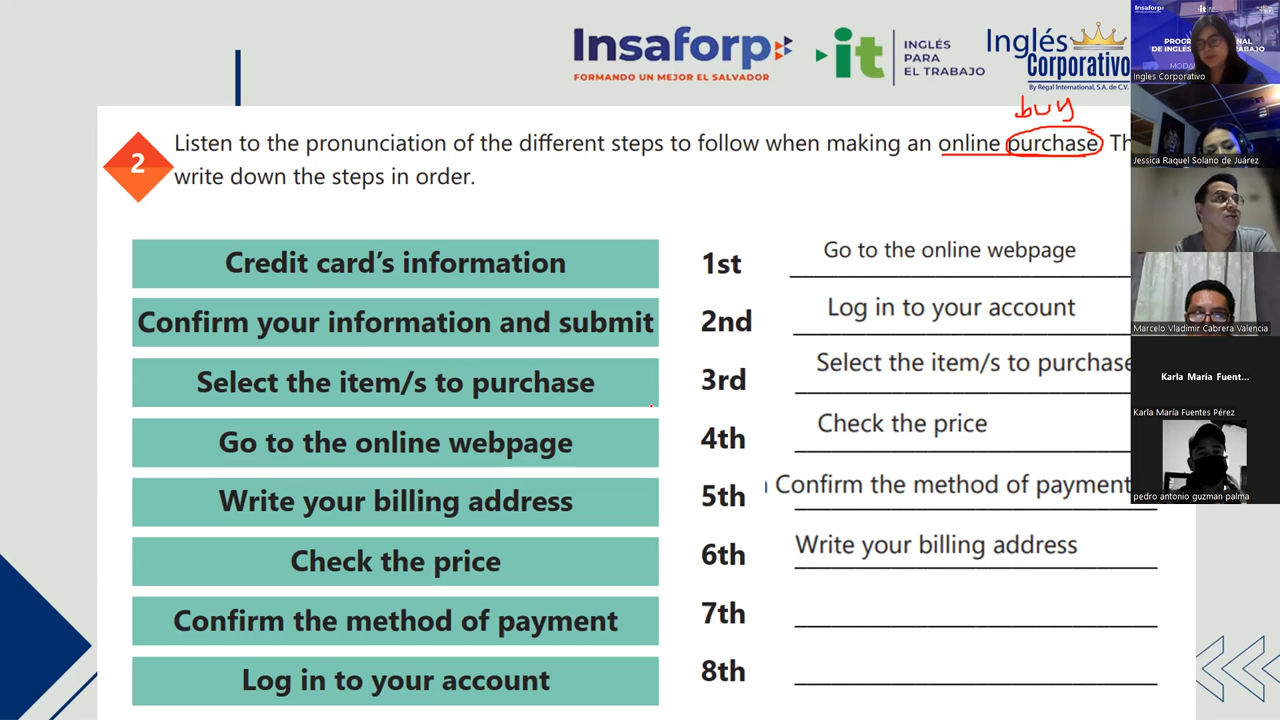 Insaforp
FORMANDO UN MEJOR EL SALVADOR
it
INGLÉS
PARA
EL TRABAJO
Inglés
Corporativo
By Regal International, S.A. de C.V.
buy
2
Listen to the pronunciation of the different steps to follow when making an online purchase. Th
write down the steps in order.
Credit card's information
Confirm your information and submit
Select the item/s to purchase
Go to the online webpage
Write your billing address
Check the price
Confirm the method of payment
Log in to your account
1st Go to the online webpage
2nd Log in to your account
3rd Select the item/s to purchase
4th Check the price
5th Confirm the method of payment
6th Write your billing address
7th
8th
Insaforp
it
Ingles Corporativo
Jessica Raquel Solano de Juárez
Marcelo Vladimir Cabrera Valencia
Karla María Fuent...
Karla María Fuentes Pérez
pedro antonio guzman palma